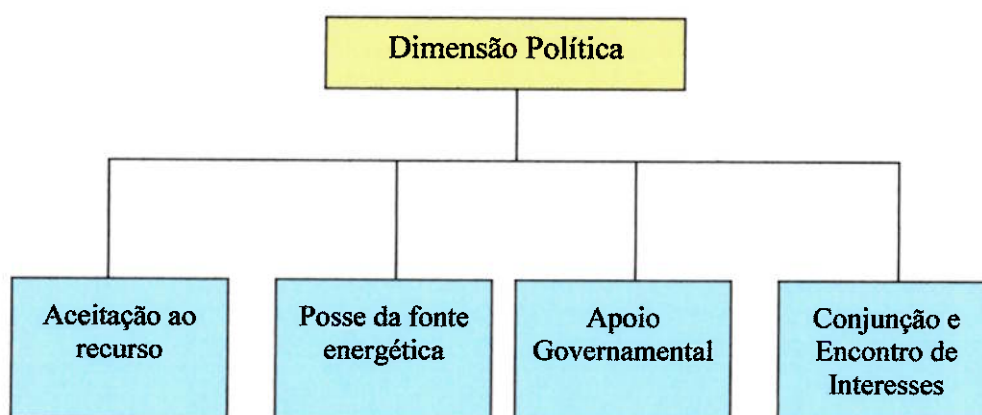 Dimensão Política
Aceitação ao
recurso
Posse da fonte
energética
Apoio
Governamental
Conjunção e
Encontro de
Interesses